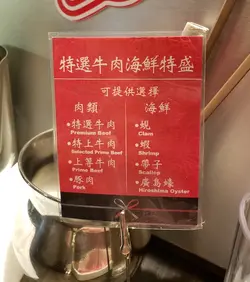 特選牛肉海鮮特盛
可提供選擇
肉類
•特選牛肉
Premium Beef
•特上牛肉
Selected Prime Beef
•上等牛肉
Prime Beef
•豚肉
Pork
海鮮
•蜆
Clam
•蝦
Shrimp
•帶子
Scallop
•廣島蠔
Hiroshima Oyster